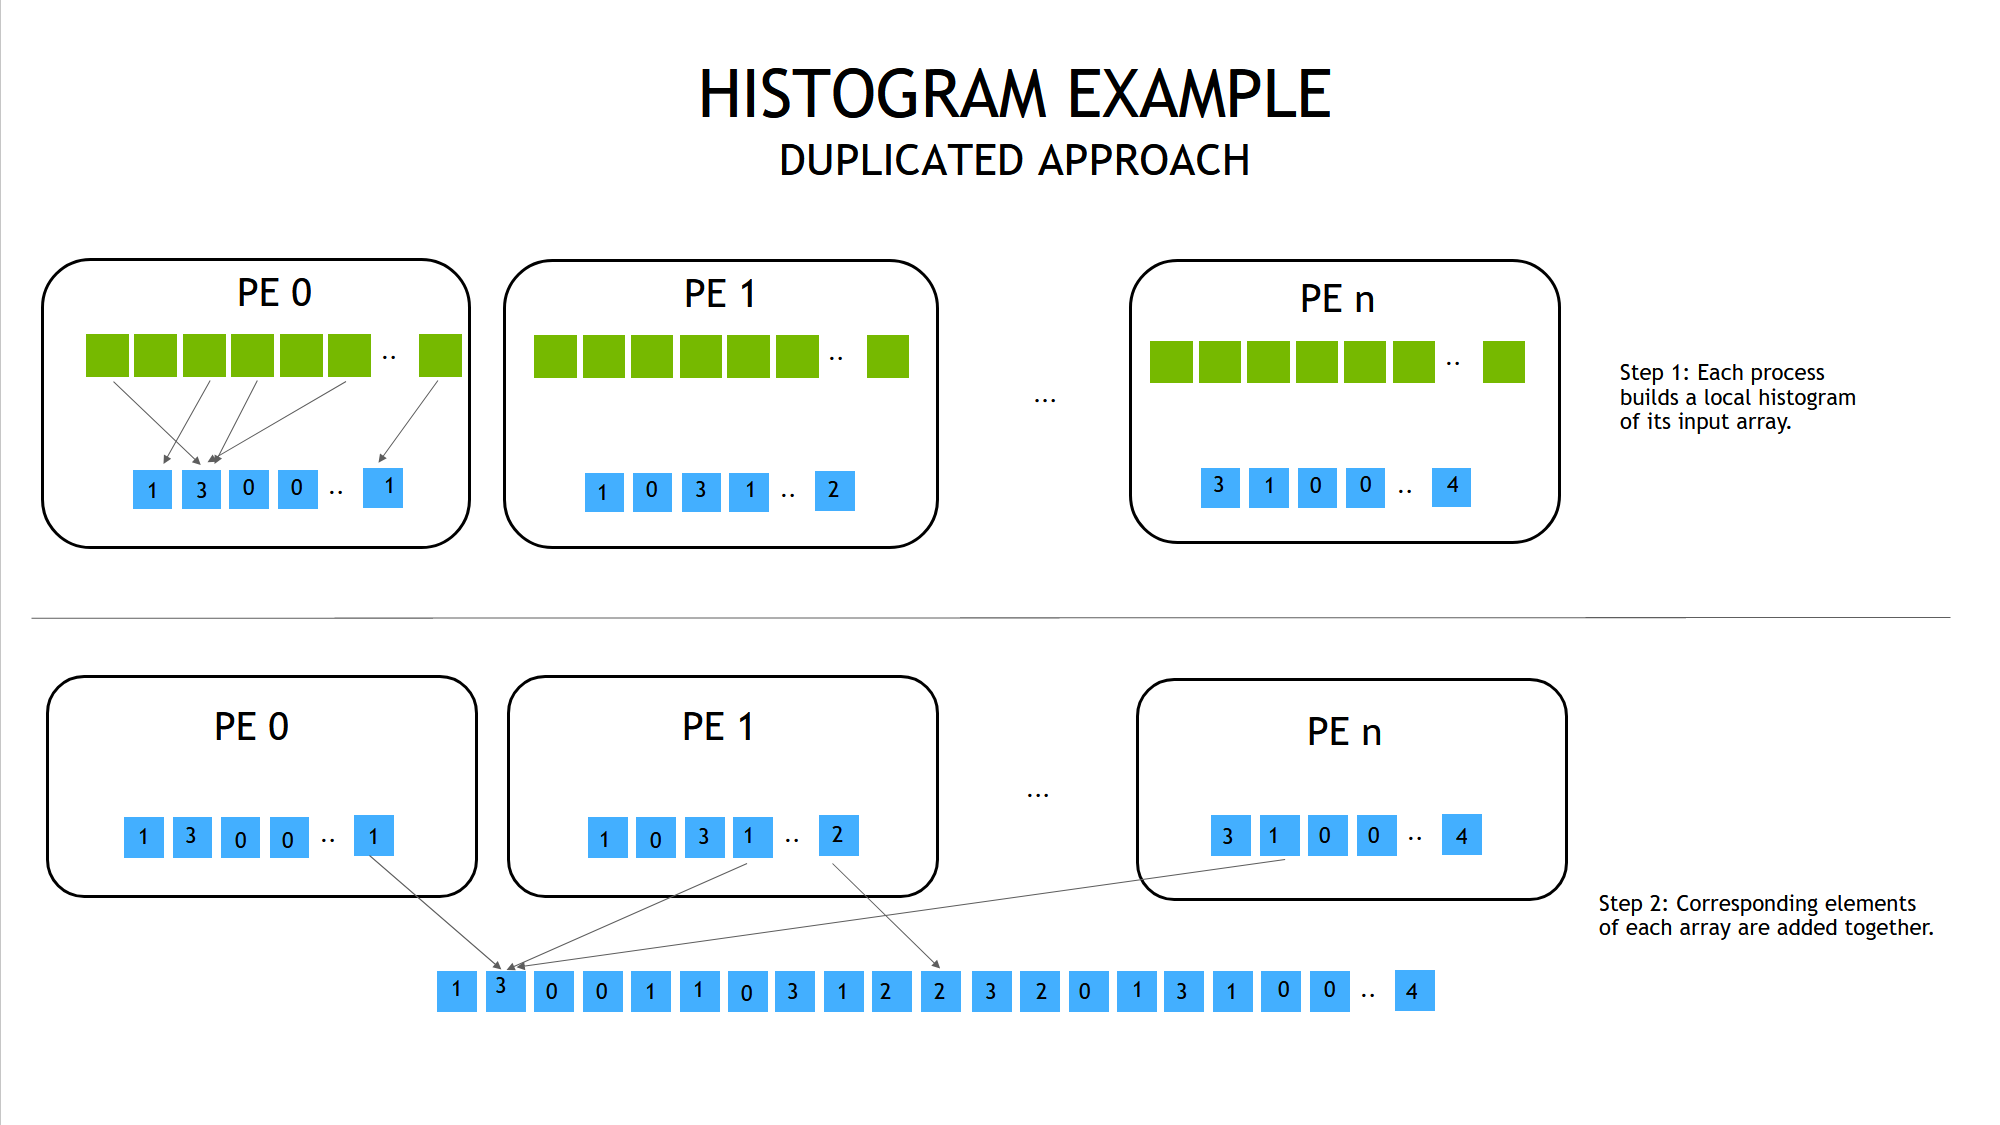 HISTOGRAM EXAMPLE
DUPLICATED APPROACH
PE 0
..
1 3 0 0 .. 1
PE 1
..
1 0 3 1 .. 2
...
PE n
..
3 1 0 0 .. 4
Step 1: Each process
builds a local histogram
of its input array.
PE 0
1 3 0 0 .. 1
PE 1
1 0 3 1 .. 2
...
PE n
3 1 0 0 .. 4
Step 2: Corresponding elements
of each array are added together.
1 3 0 0 1 1 0 3 1 2 2 3 2 0 1 3 1 0 0 .. 4